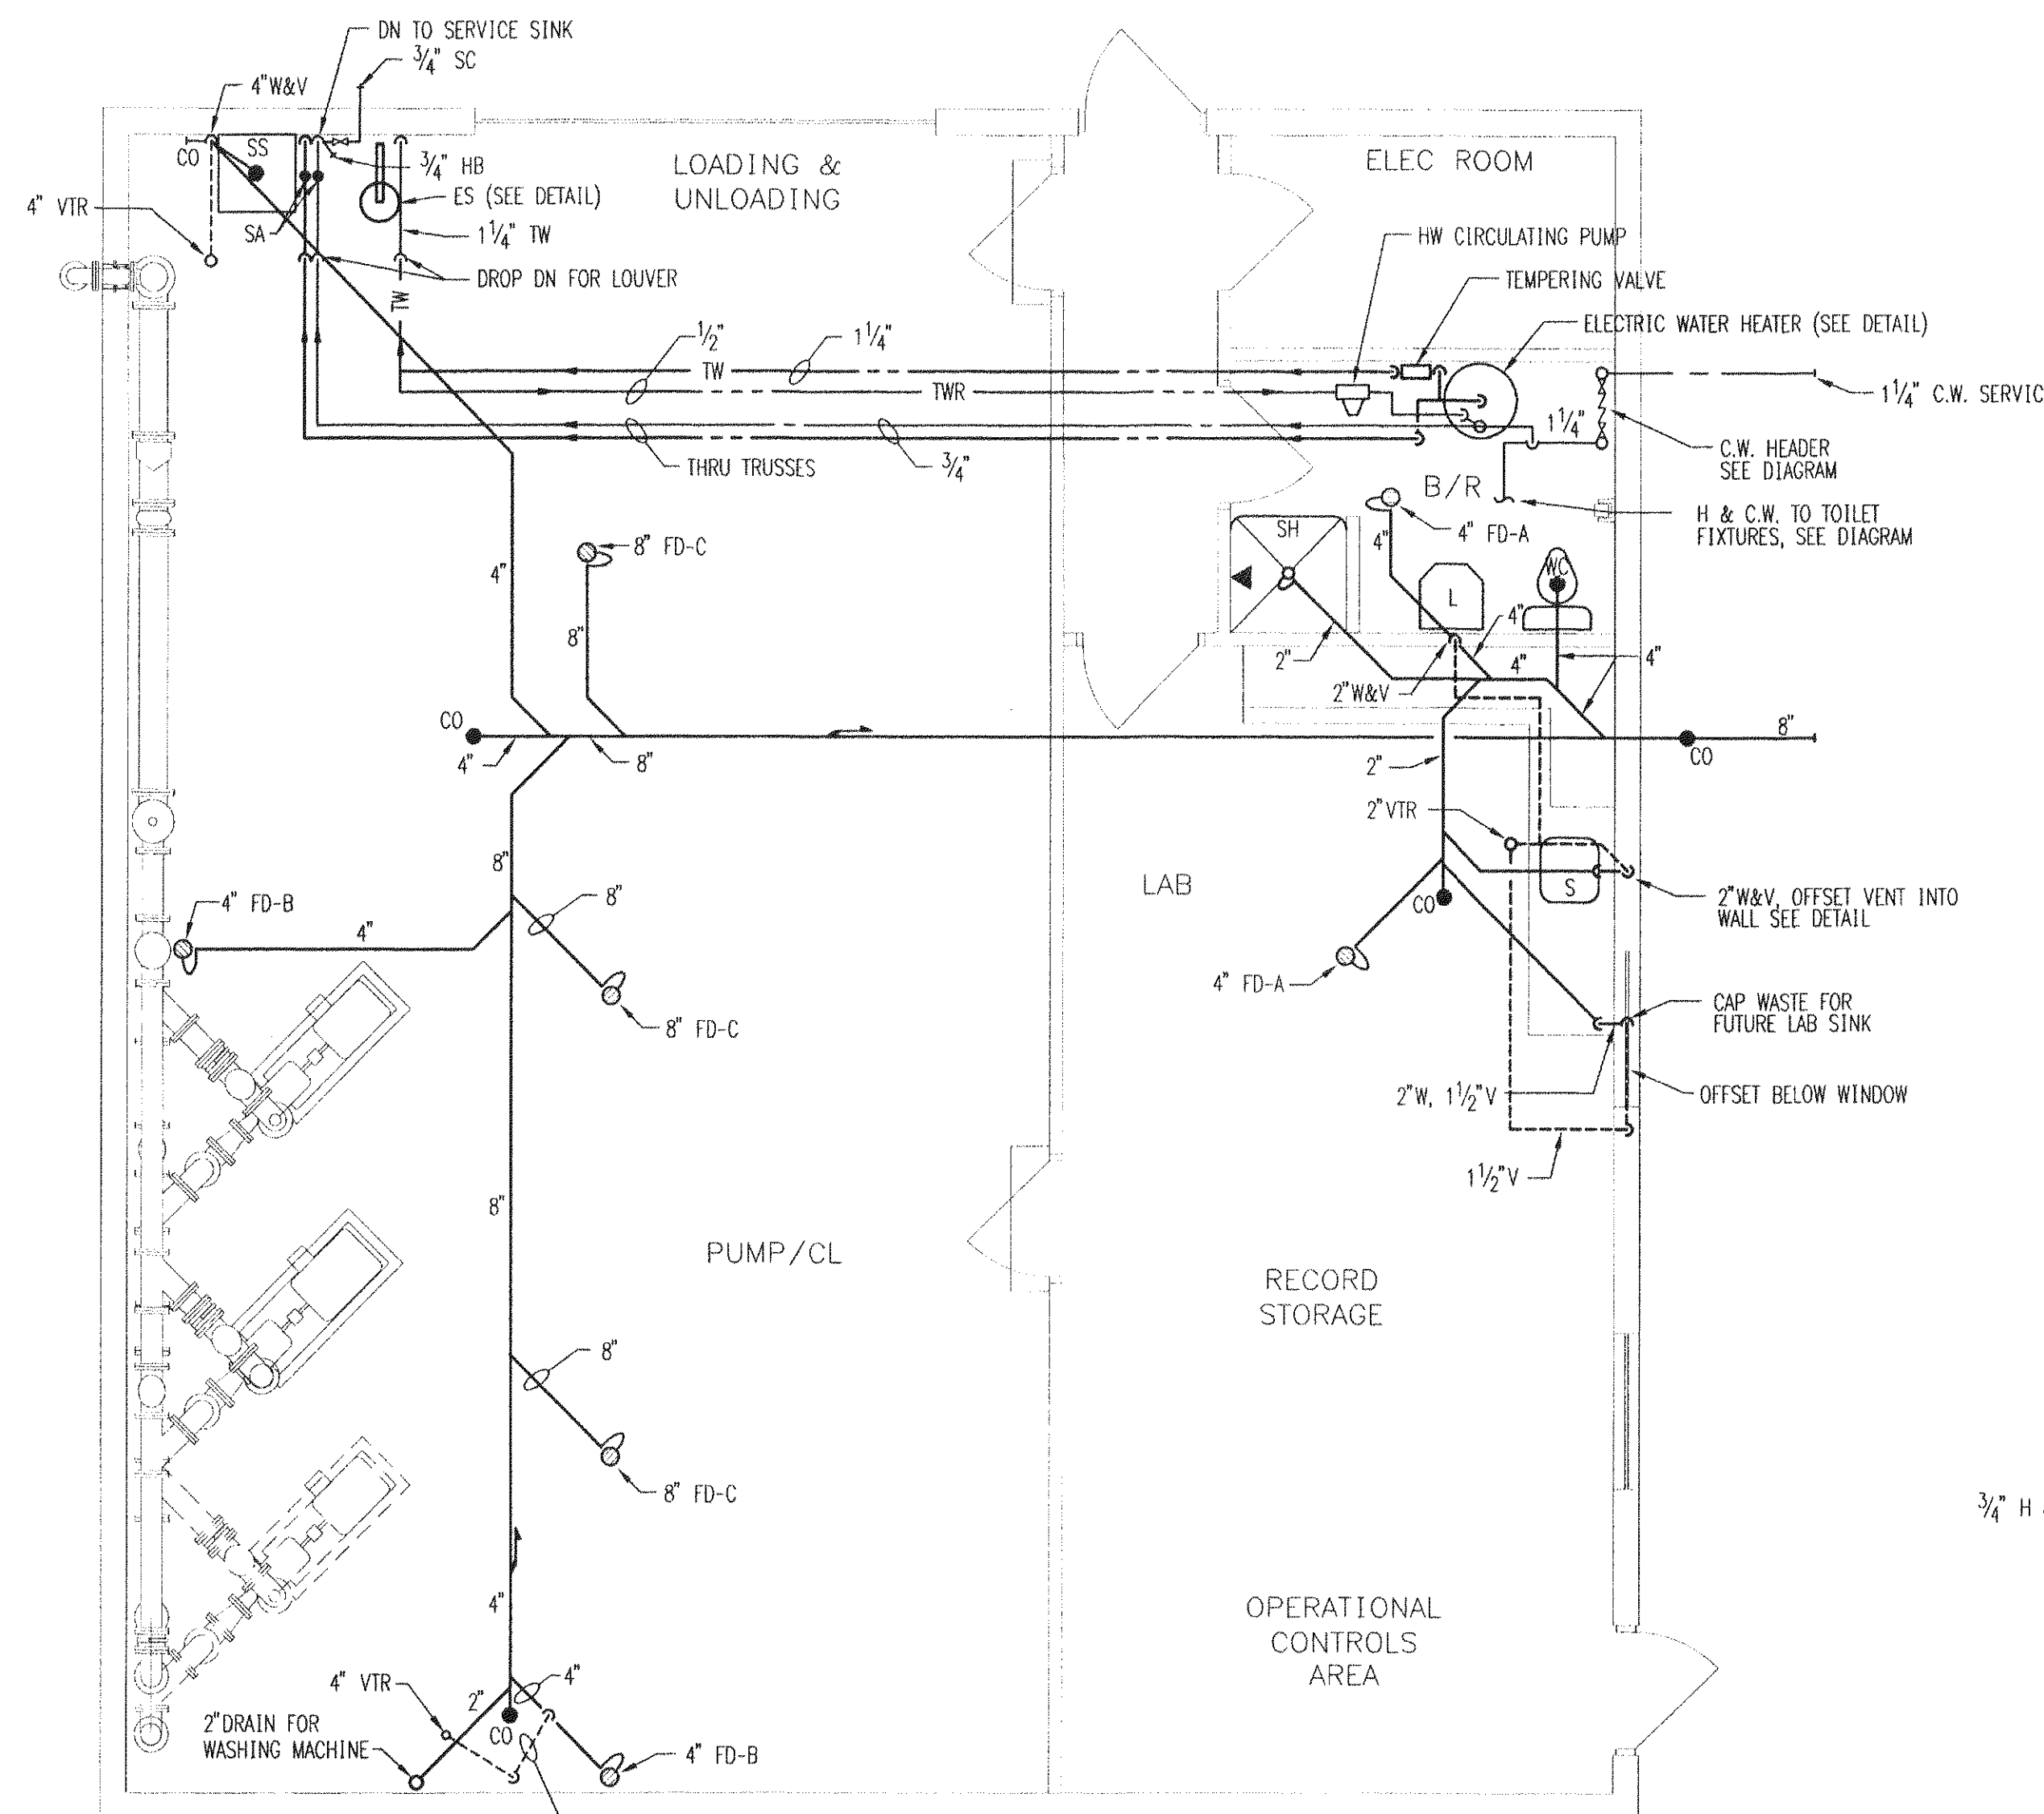 DN TO SERVICE SINK
3/4" SC
4"W&V
CO
SS
3/4" HB
ES (SEE DETAIL)
4" VTR
SA
1 1/4" TW
DROP DN FOR LOUVER
TW
LOADING &
UNLOADING
ELEC ROOM
HW CIRCULATING PUMP
TEMPERING VALVE
ELECTRIC WATER HEATER (SEE DETAIL)
1/2"
1 1/4"
TW
TWR
1 1/4" C.W. SERVIC
1 1/4"
C.W. HEADER
SEE DIAGRAM
THRU TRUSSES
3/4"
B/R
H & C.W. TO TOILET
FIXTURES, SEE DIAGRAM
4" FD-A
SH
4"
8" FD-C
4"
WC
L
4"
8"
2"
4"
4"
2"W&V
CO
4"
8"
8"
CO
2"
2"VTR
8"
LAB
S
CO
2"W&V, OFFSET VENT INTO
WALL SEE DETAIL
4" FD-B
4"
8"
4" FD-A
8" FD-C
CAP WASTE FOR
FUTURE LAB SINK
2"W, 1 1/2"V
OFFSET BELOW WINDOW
1 1/2"V
8"
PUMP/CL
RECORD
STORAGE
8"
8" FD-C
3/4" H
4"
OPERATIONAL
CONTROLS
AREA
4" VTR
2"
4"
2"DRAIN FOR
WASHING MACHINE
CO
4" FD-B